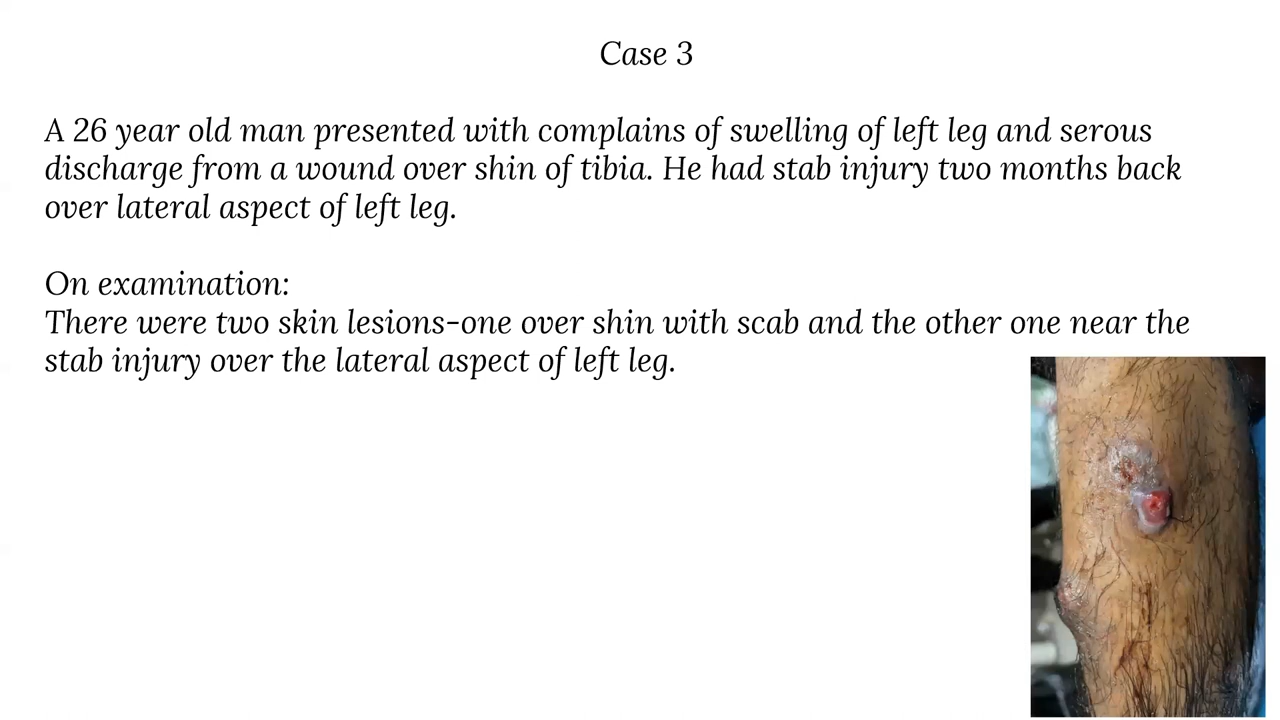 Case 3
A 26 year old man presented with complains of swelling of left leg and serous
discharge from a wound over shin of tibia. He had stab injury two months back
over lateral aspect of left leg.
On examination:
There were two skin lesions-one over shin with scab and the other one near the
stab injury over the lateral aspect of left leg.